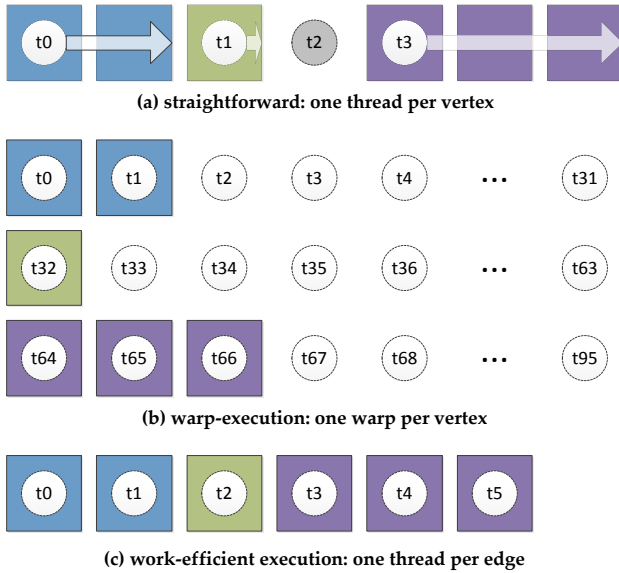 t0 t1 t2 t3
(a) straightforward: one thread per vertex
t0 t1 t2 t3 t4 ... t31
t32 t33 t34 t35 t36 ... t63
t64 t65 t66 t67 t68 ... t95
(b) warp-execution: one warp per vertex
t0 t1 t2 t3 t4 t5
(c) work-efficient execution: one thread per edge